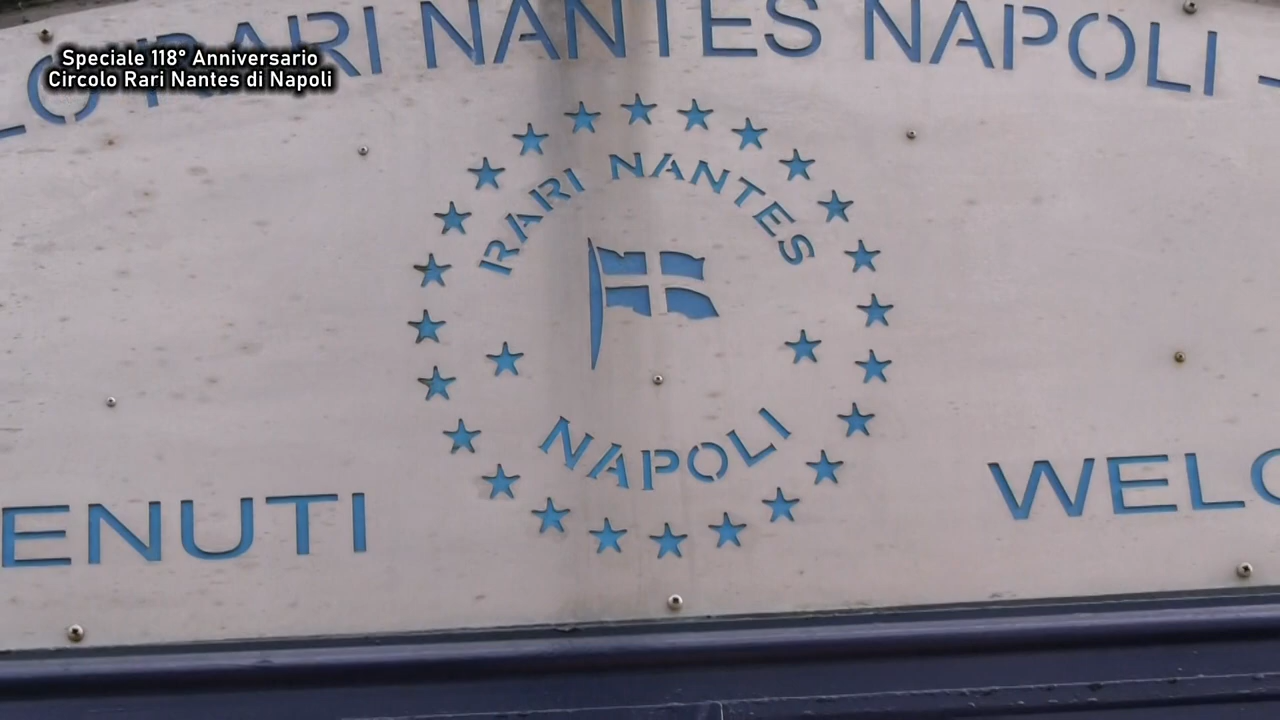 Speciale 118° Anniversario
Circolo Rari Nantes di Napoli
RARI NANTES NAPOLI -
RARI NANTES
NAPOLI
ENUTI
WELC